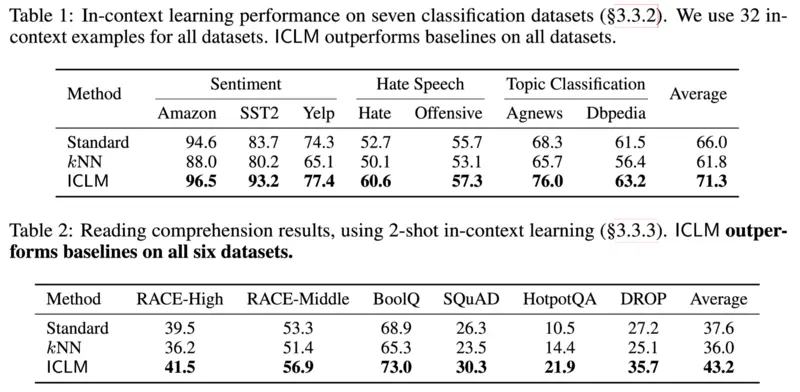 Table 1: In-context learning performance on seven classification datasets (§3.3.2). We use 32 in-
context examples for all datasets. ICLM outperforms baselines on all datasets.
Method Sentiment Hate Speech Topic Classification Average
Amazon SST2 Yelp Hate Offensive Agnews Dbpedia
Standard 94.6 83.7 74.3 52.7 55.7 68.3 61.5 66.0
kNN 88.0 80.2 65.1 50.1 53.1 65.7 56.4 61.8
ICLM 96.5 93.2 77.4 60.6 57.3 76.0 63.2 71.3
Table 2: Reading comprehension results, using 2-shot in-context learning (§3.3.3). ICLM outper-
forms baselines on all six datasets.
Method RACE-High RACE-Middle BoolQ SQuAD HotpotQA DROP Average
Standard 39.5 53.3 68.9 26.3 10.5 27.2 37.6
kNN 36.2 51.4 65.3 23.5 14.4 25.1 36.0
ICLM 41.5 56.9 73.0 30.3 21.9 35.7 43.2